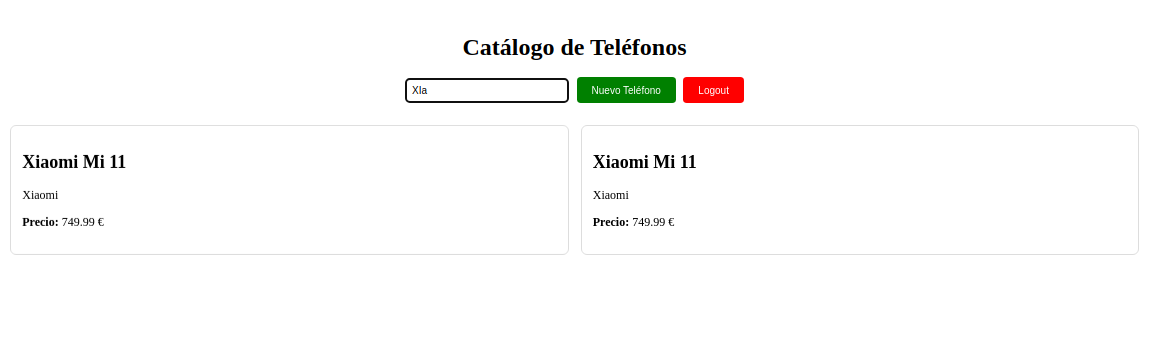 Catálogo de Teléfonos
XIa
Nuevo Teléfono
Logout
Xiaomi Mi 11
Xiaomi
Precio: 749.99 €
Xiaomi Mi 11
Xiaomi
Precio: 749.99 €